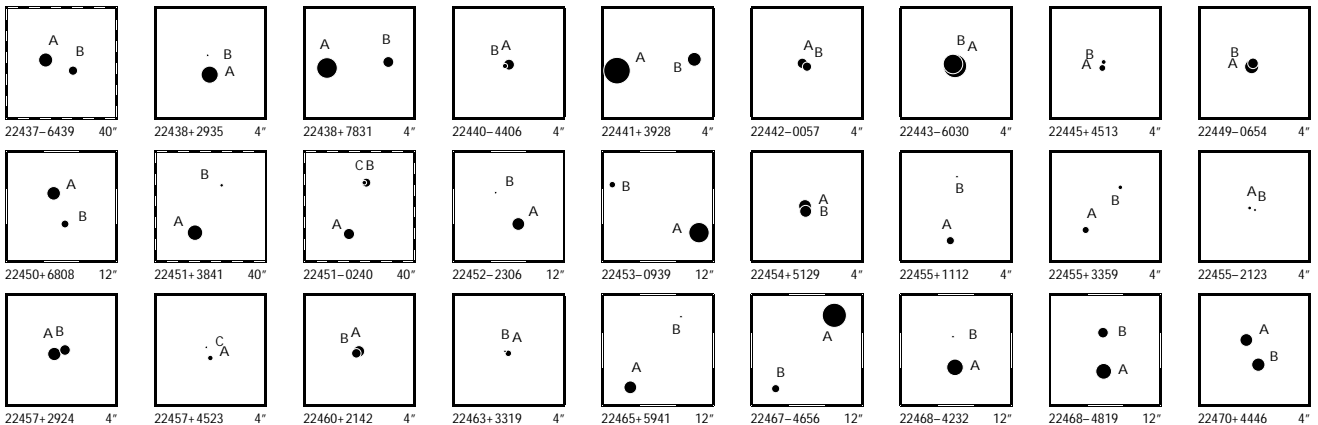 A B
22437−6439 40″
B
A
22438+2935 4″
A B
22438+7831 4″
B A
22440−4406 4″
A
B
22441+3928 4″
A B
22442−0057 4″
B A
22443−6030 4″
B
A
22445+4513 4″
B
A
22449−0654 4″
A
B
22450+6808 12″
B
A
22451+3841 40″
C B
A
22451−0240 40″
B
A
22452−2306 12″
B
A
22453−0939 12″
A
B
22454+5129 4″
B
A
22455+1112 4″
B
A
22455+3359 4″
A B
22455−2123 4″
A B
22457+2924 4″
C
A
22457+4523 4″
B A
22460+2142 4″
B A
22463+3319 4″
B
A
22465+5941 12″
A
B
22467−4656 12″
B
A
22468−4232 12″
B
A
22468−4819 12″
A
B
22470+4446 4″